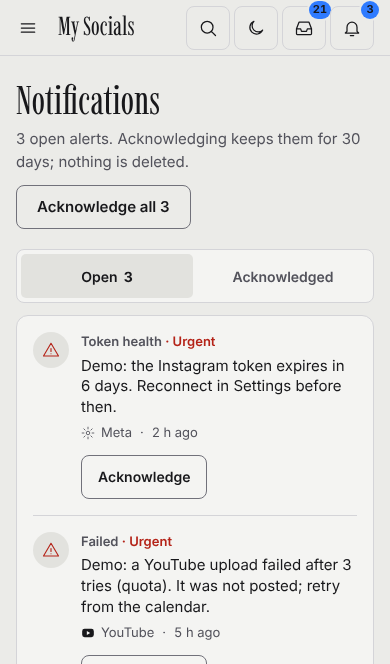 My Socials
21
3
Notifications
3 open alerts. Acknowledging keeps them for 30
days; nothing is deleted.
Acknowledge all 3
Open 3
Acknowledged
Token health · Urgent
Demo: the Instagram token expires in
6 days. Reconnect in Settings before
then.
Meta · 2 h ago
Acknowledge
Failed · Urgent
Demo: a YouTube upload failed after 3
tries (quota). It was not posted; retry
from the calendar.
YouTube · 5 h ago